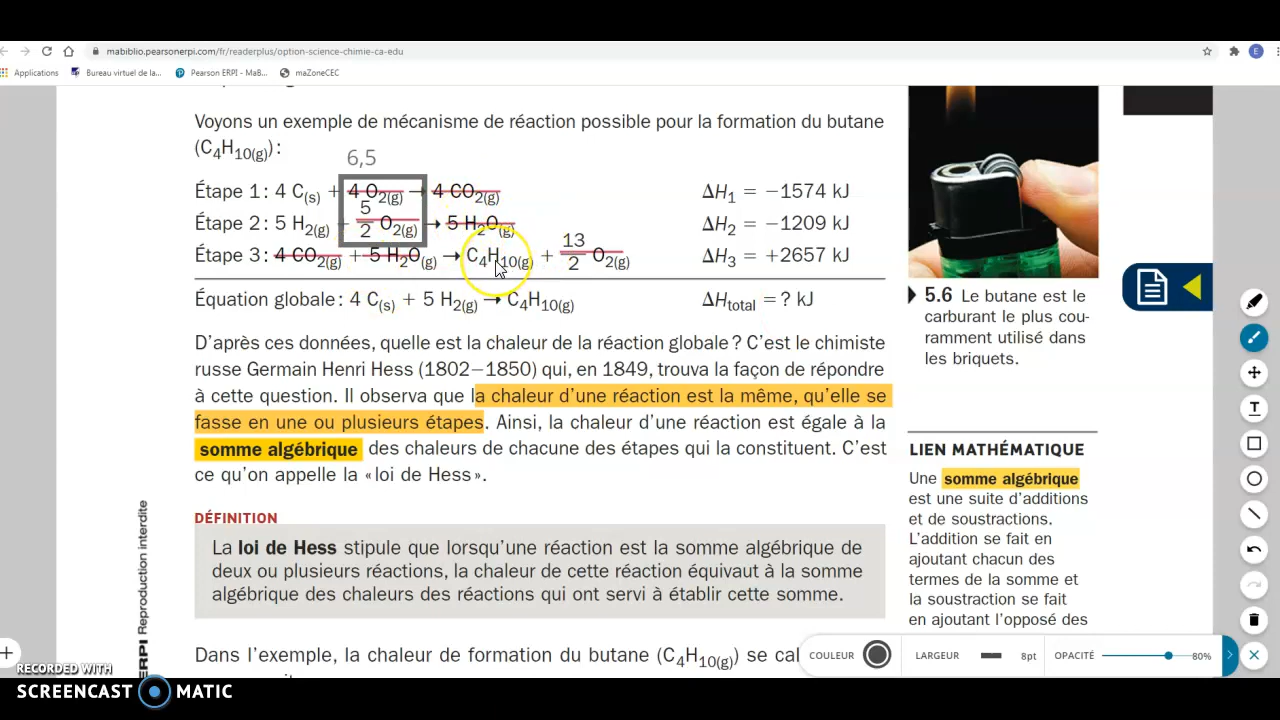 mabiblio.pearsonerpi.com/fr/readerplus/option-science-chimie-ca-edu
E
Applications Bureau virtuel de la... Pearson ERPI - MaB... maZoneCEC
Voyons un exemple de mécanisme de réaction possible pour la formation du butane
(C₄H₁₀(g)) :
6,5
Étape 1 : 4 C(s) + 4 O₂(g) → 4 CO₂(g) ΔH₁ = −1574 kJ
Étape 2 : 5 H₂(g) + 5/2 O₂(g) → 5 H₂O(g) ΔH₂ = −1209 kJ
Étape 3 : 4 CO₂(g) + 5 H₂O(g) → C₄H₁₀(g) + 13/2 O₂(g) ΔH₃ = +2657 kJ
Équation globale : 4 C(s) + 5 H₂(g) → C₄H₁₀(g) ΔHtotal = ? kJ
D'après ces données, quelle est la chaleur de la réaction globale ? C'est le chimiste
russe Germain Henri Hess (1802−1850) qui, en 1849, trouva la façon de répondre
à cette question. Il observa que la chaleur d'une réaction est la même, qu'elle se
fasse en une ou plusieurs étapes. Ainsi, la chaleur d'une réaction est égale à la
somme algébrique des chaleurs de chacune des étapes qui la constituent. C'est
ce qu'on appelle la «loi de Hess».
DÉFINITION
La loi de Hess stipule que lorsqu'une réaction est la somme algébrique de
deux ou plusieurs réactions, la chaleur de cette réaction équivaut à la somme
algébrique des chaleurs des réactions qui ont servi à établir cette somme.
Dans l'exemple, la chaleur de formation du butane (C₄H₁₀(g)) se
5.6 Le butane est le
carburant le plus cou-
ramment utilisé dans
les briquets.
LIEN MATHÉMATIQUE
Une somme algébrique
est une suite d'additions
et de soustractions.
L'addition se fait en
ajoutant chacun des
termes de la somme et
la soustraction se fait
en ajoutant l'opposé des
ERPI Reproduction interdite
T
COULEUR LARGEUR 8pt OPACITÉ 80%
RECORDED WITH
SCREENCAST MATIC